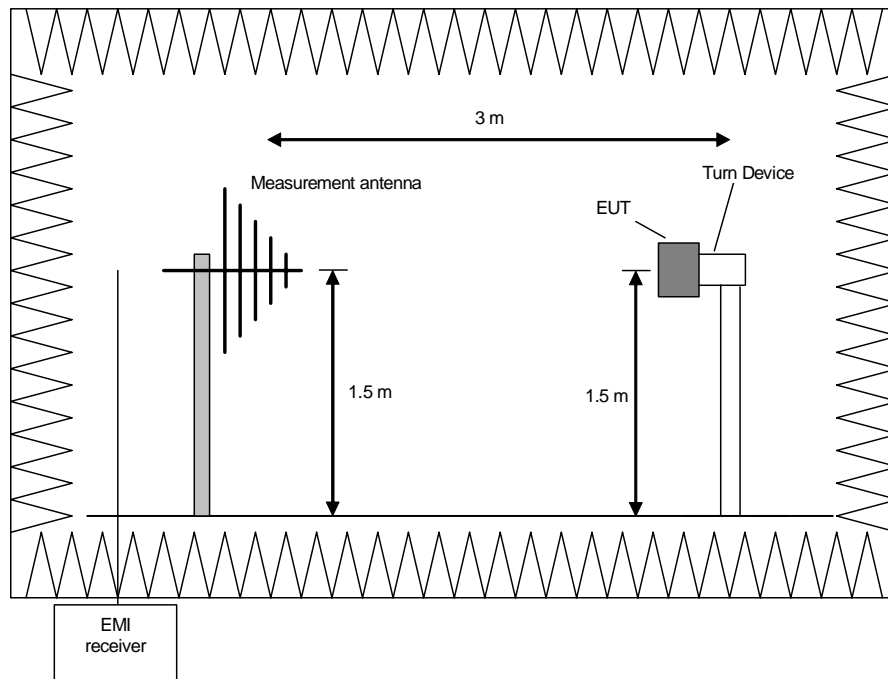 3 m
Measurement antenna
Turn Device
EUT
1.5 m
1.5 m
EMI
receiver